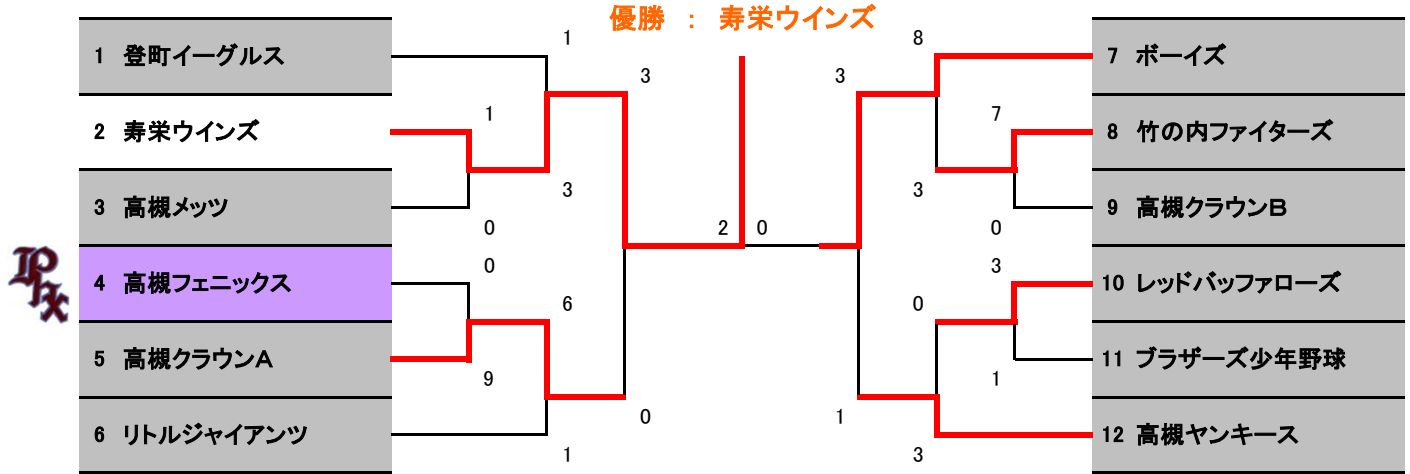 優勝 ： 寿栄ウインズ
1 登町イーグルス
2 寿栄ウインズ
3 高槻メッツ
4 高槻フェニックス
5 高槻クラウンA
6 リトルジャイアンツ
1
3
1
3
0
0
6
9
0
1
2 0
8
3
7
3
0
3
0
1
1
3
7 ボーイズ
8 竹の内ファイターズ
9 高槻クラウンB
10 レッドバッファローズ
11 ブラザーズ少年野球
12 高槻ヤンキース
Phx